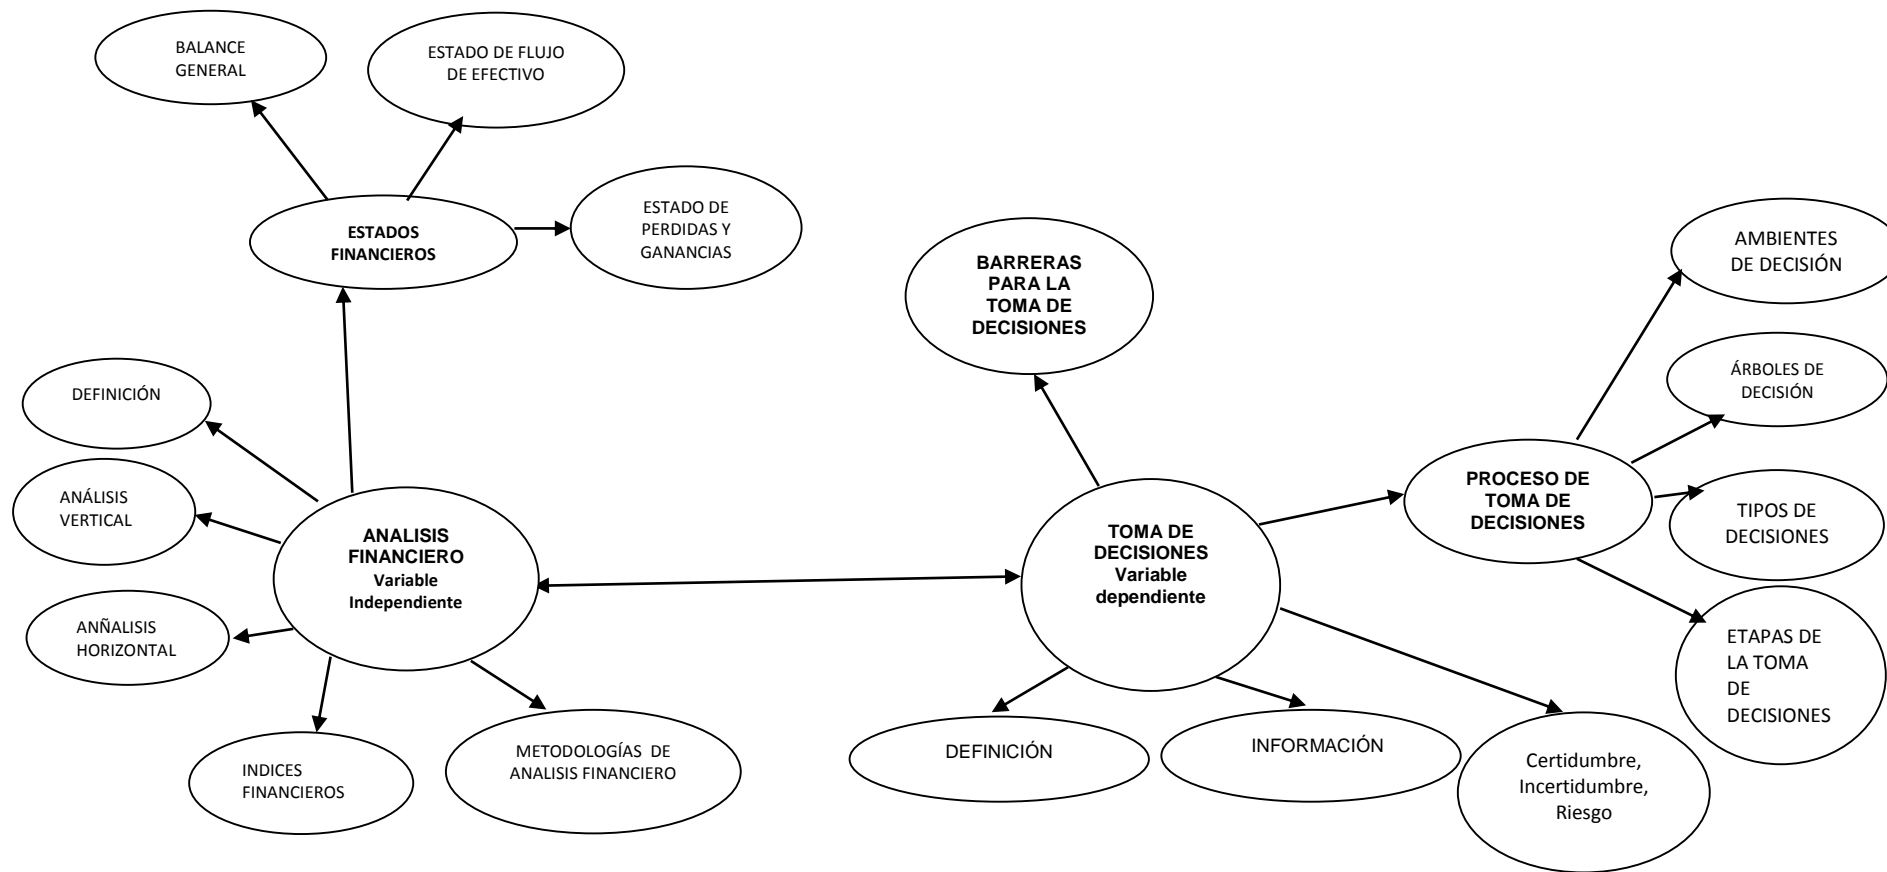 BALANCE
GENERAL
ESTADO DE FLUJO
DE EFECTIVO
ESTADOS
FINANCIEROS
ESTADO DE
PERDIDAS Y
GANANCIAS
DEFINICIÓN
ANÁLISIS
VERTICAL
ANÑALISIS
HORIZONTAL
ANALISIS
FINANCIERO
Variable
Independiente
INDICES
FINANCIEROS
METODOLOGÍAS DE
ANALISIS FINANCIERO
BARRERAS
PARA LA
TOMA DE
DECISIONES
TOMA DE
DECISIONES
Variable
dependiente
DEFINICIÓN
INFORMACIÓN
Certidumbre,
Incertidumbre,
Riesgo
PROCESO DE
TOMA DE
DECISIONES
AMBIENTES
DE DECISIÓN
ÁRBOLES DE
DECISIÓN
TIPOS DE
DECISIONES
ETAPAS DE
LA TOMA
DE
DECISIONES